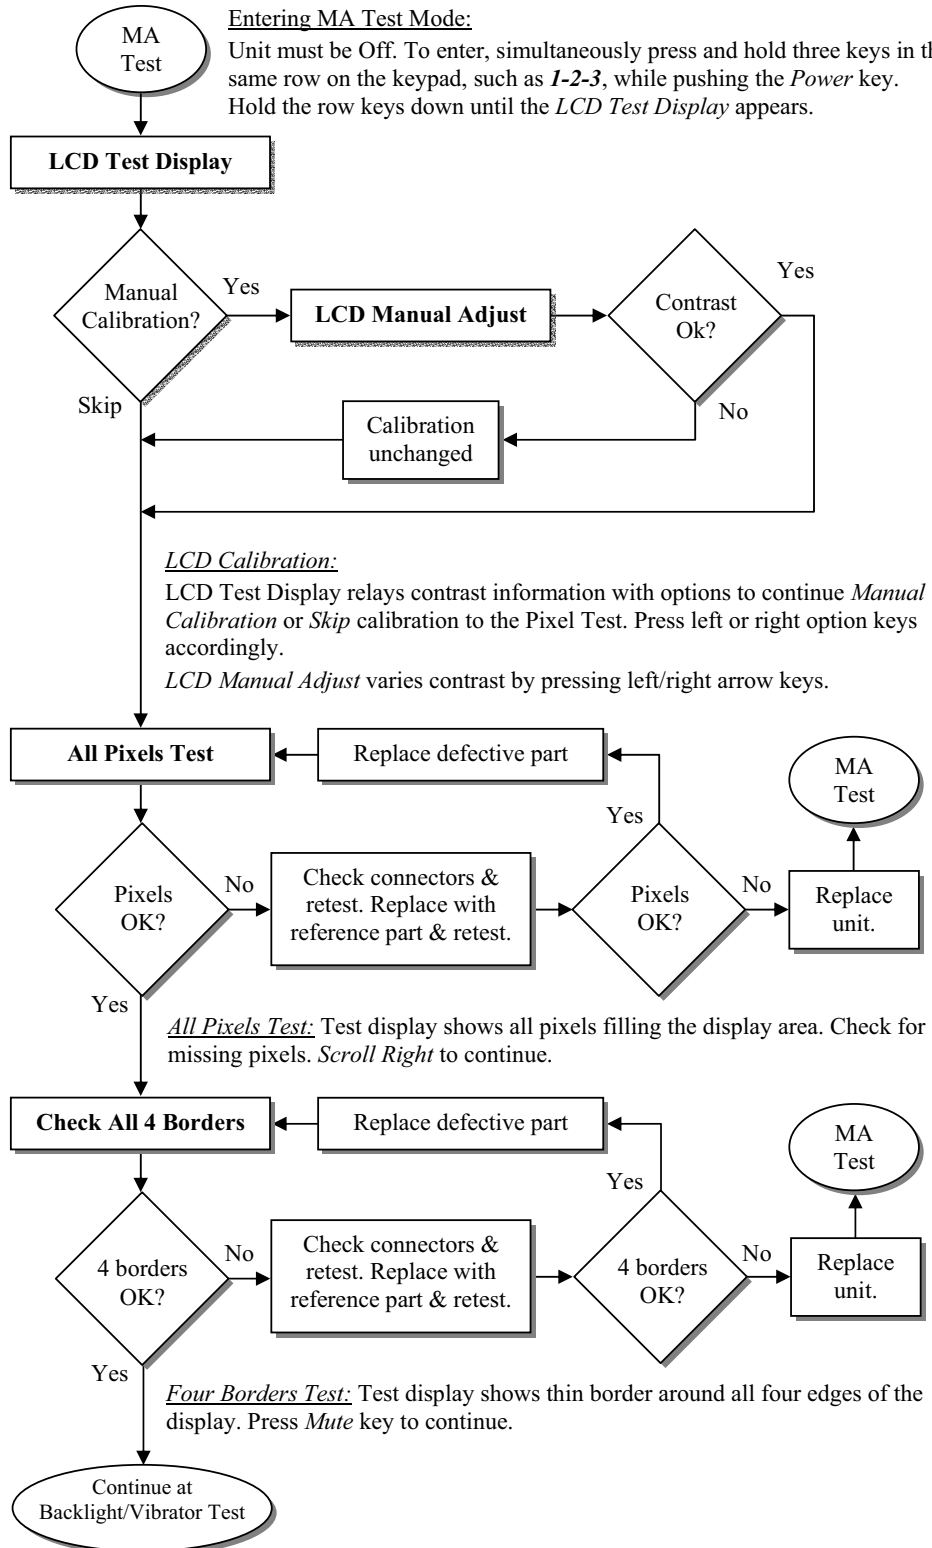 MA
Test
Entering MA Test Mode:
Unit must be Off. To enter, simultaneously press and hold three keys in th
same row on the keypad, such as 1-2-3, while pushing the Power key.
Hold the row keys down until the LCD Test Display appears.
LCD Test Display
Manual
Calibration?
Yes
LCD Manual Adjust
Contrast
Ok?
Yes
Skip
Calibration
unchanged
No
LCD Calibration:
LCD Test Display relays contrast information with options to continue Manual
Calibration or Skip calibration to the Pixel Test. Press left or right option keys
accordingly.
LCD Manual Adjust varies contrast by pressing left/right arrow keys.
All Pixels Test
Replace defective part
MA
Test
Yes
Pixels
OK?
No
Check connectors &
retest. Replace with
reference part & retest.
Pixels
OK?
No
Replace
unit.
Yes
All Pixels Test: Test display shows all pixels filling the display area. Check for
missing pixels. Scroll Right to continue.
Check All 4 Borders
Replace defective part
MA
Test
Yes
4 borders
OK?
No
Check connectors &
retest. Replace with
reference part & retest.
4 borders
OK?
No
Replace
unit.
Yes
Four Borders Test: Test display shows thin border around all four edges of the
display. Press Mute key to continue.
Continue at
Backlight/Vibrator Test